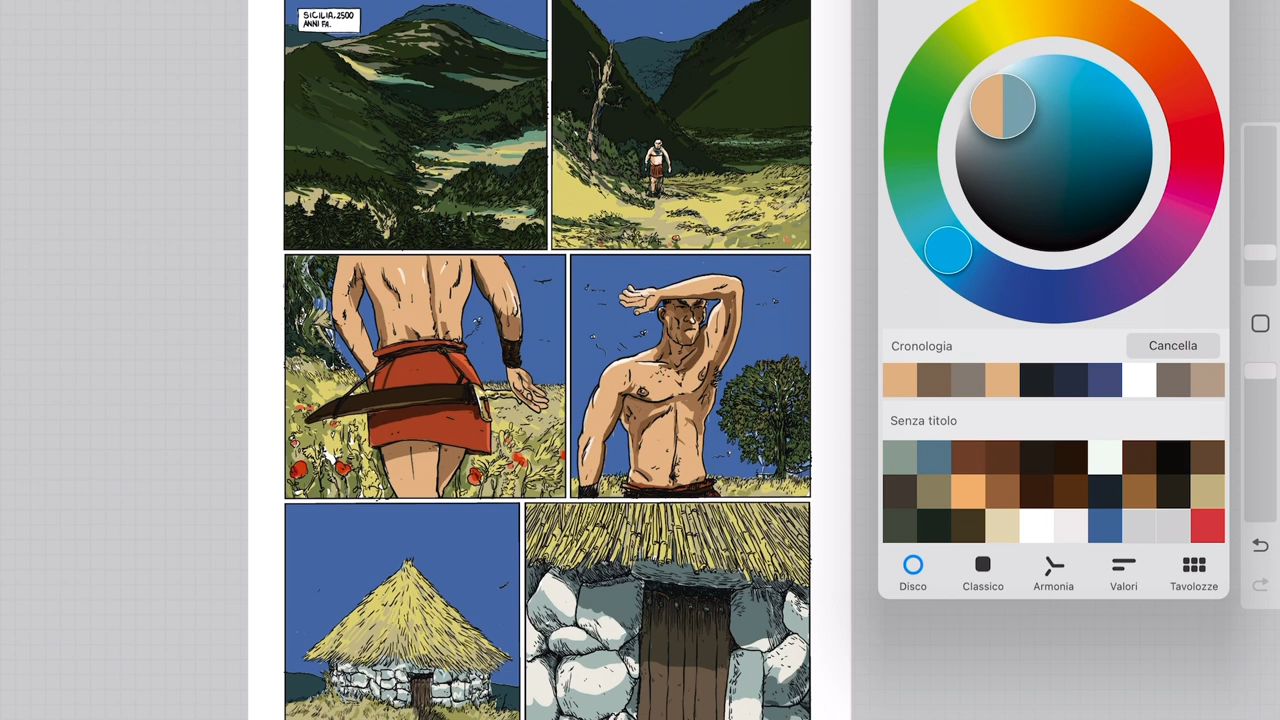 SICILIA, 2500
ANNI FA.
Cronologia
Cancella
Senza titolo
Disco
Classico
Armonia
Valori
Tavolozze